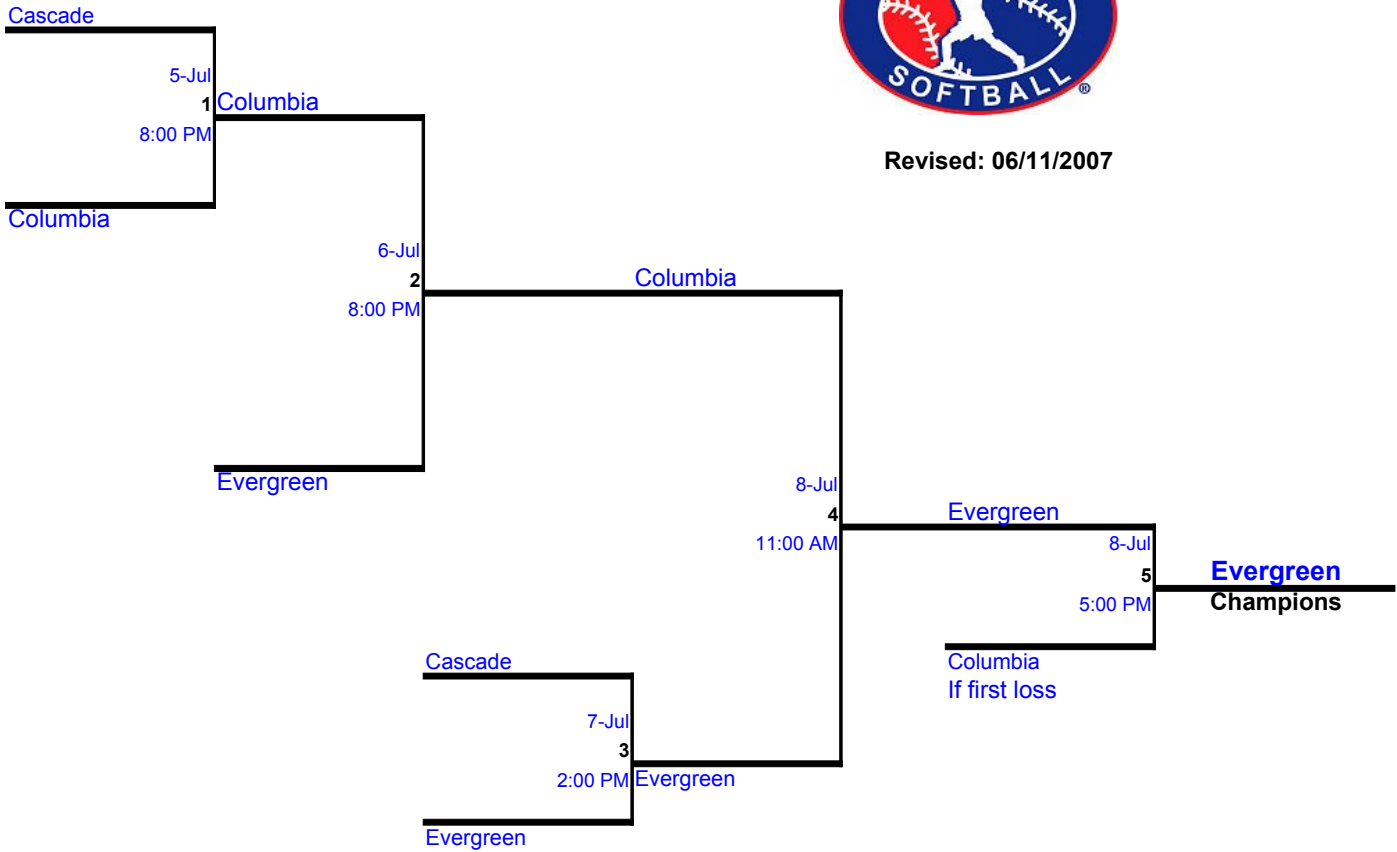 Cascade
5-Jul
1
Columbia
8:00 PM
Columbia
SOFTBALL®
Revised: 06/11/2007
6-Jul
2
8:00 PM
Columbia
Evergreen
8-Jul
4
11:00 AM
Evergreen
8-Jul
5
5:00 PM
Evergreen
Champions
Columbia
If first loss
Cascade
7-Jul
3
2:00 PM
Evergreen
Evergreen